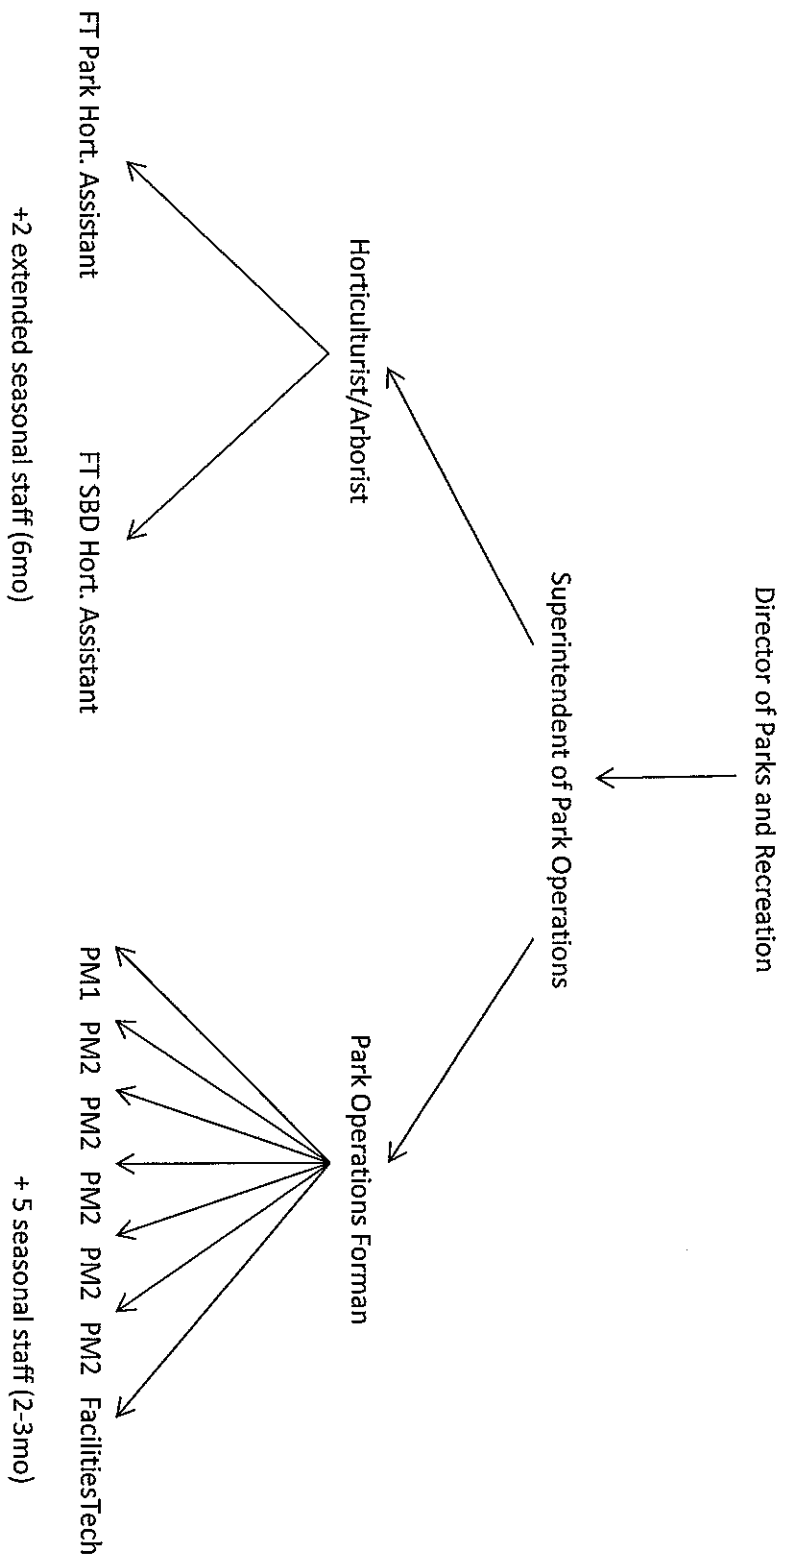 Director of Parks and Recreation
Superintendent of Park Operations
Horticulturist/Arborist
Park Operations Forman
FT Park Hort. Assistant
FT SBD Hort. Assistant
PM1 PM2 PM2 PM2 PM2 PM2 FacilitiesTech
+2 extended seasonal staff (6mo)
+ 5 seasonal staff (2-3mo)